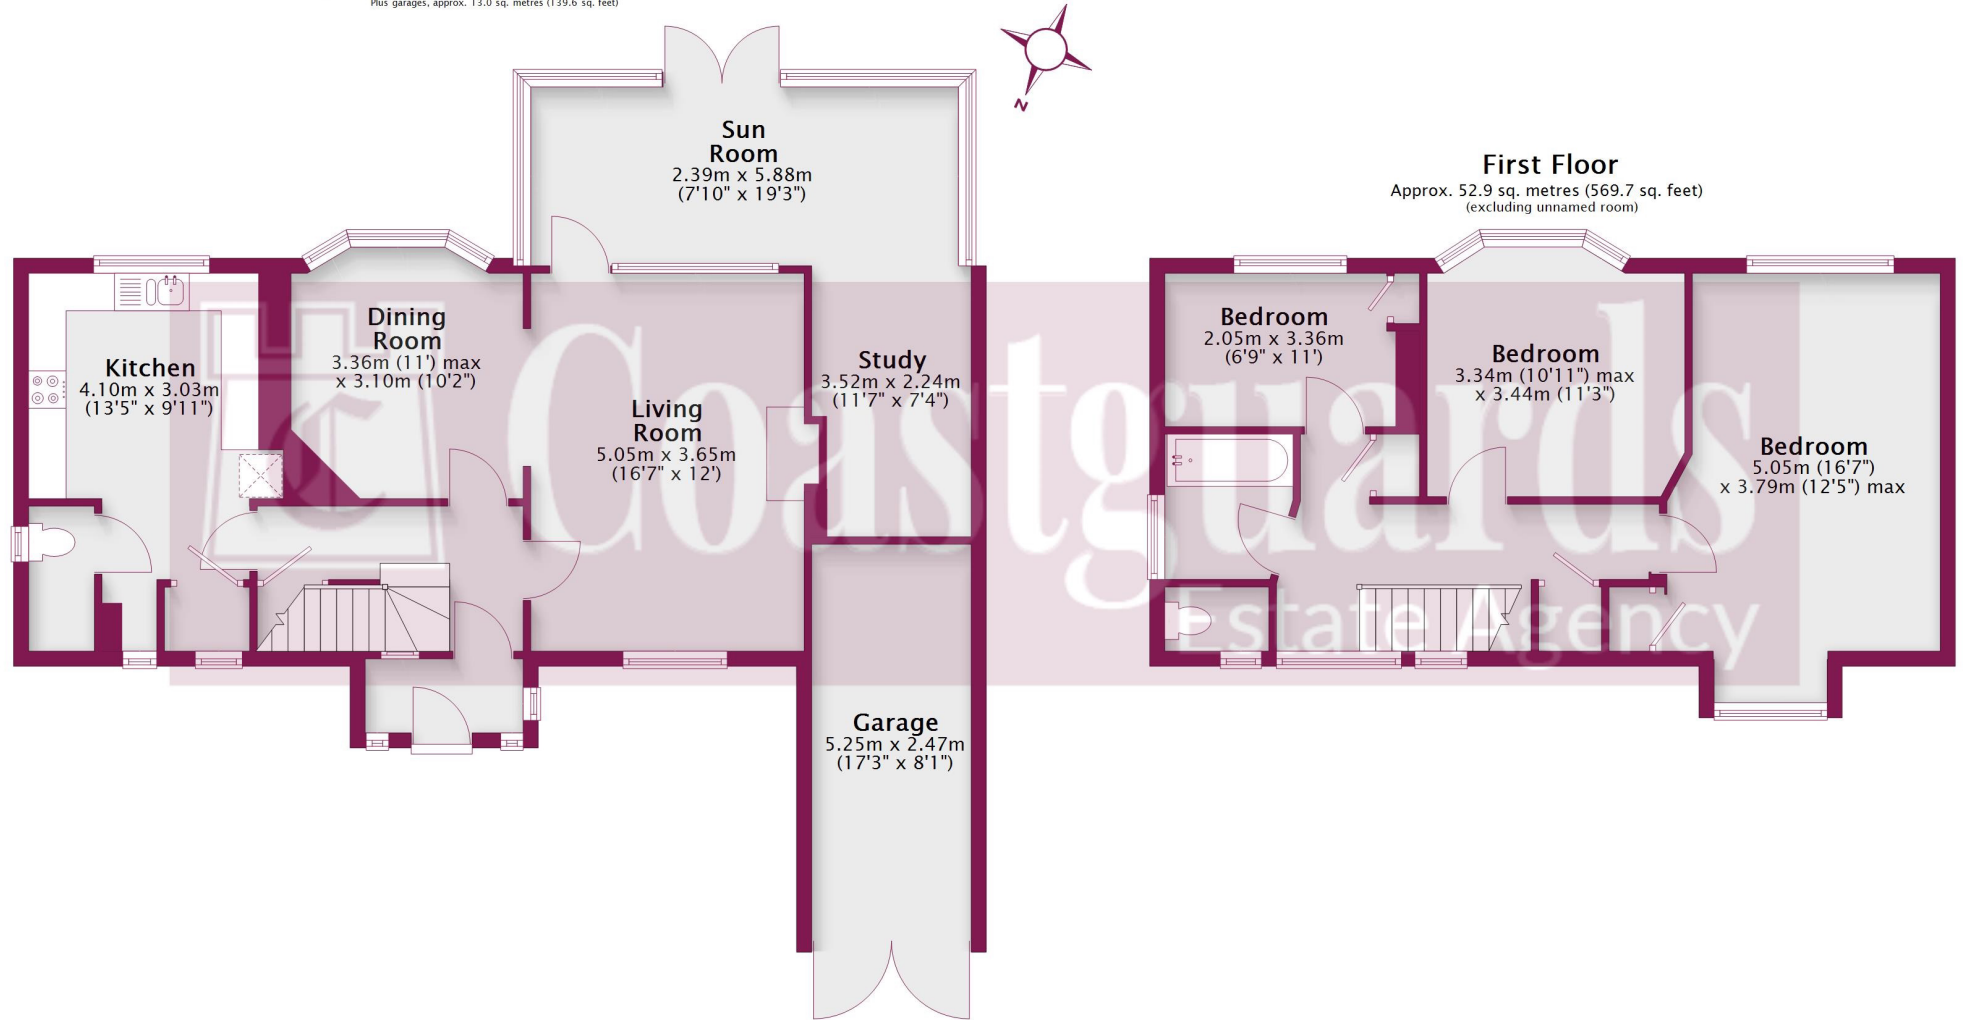 Plus garages, approx. 13.0 sq. metres (139.6 sq. feet)
N
Sun
Room
2.39m x 5.88m
(7'10" x 19'3")
First Floor
Approx. 52.9 sq. metres (569.7 sq. feet)
(excluding unnamed room)
Kitchen
4.10m x 3.03m
(13'5" x 9'11")
Dining
Room
3.36m (11') max
x 3.10m (10'2")
Living
Room
5.05m x 3.65m
(16'7" x 12')
Study
3.52m x 2.24m
(11'7" x 7'4")
Garage
5.25m x 2.47m
(17'3" x 8'1")
Bedroom
2.05m x 3.36m
(6'9" x 11')
Bedroom
3.34m (10'11") max
x 3.44m (11'3")
Bedroom
5.05m (16'7")
x 3.79m (12'5") max
C
Coastguards
Estate Agency